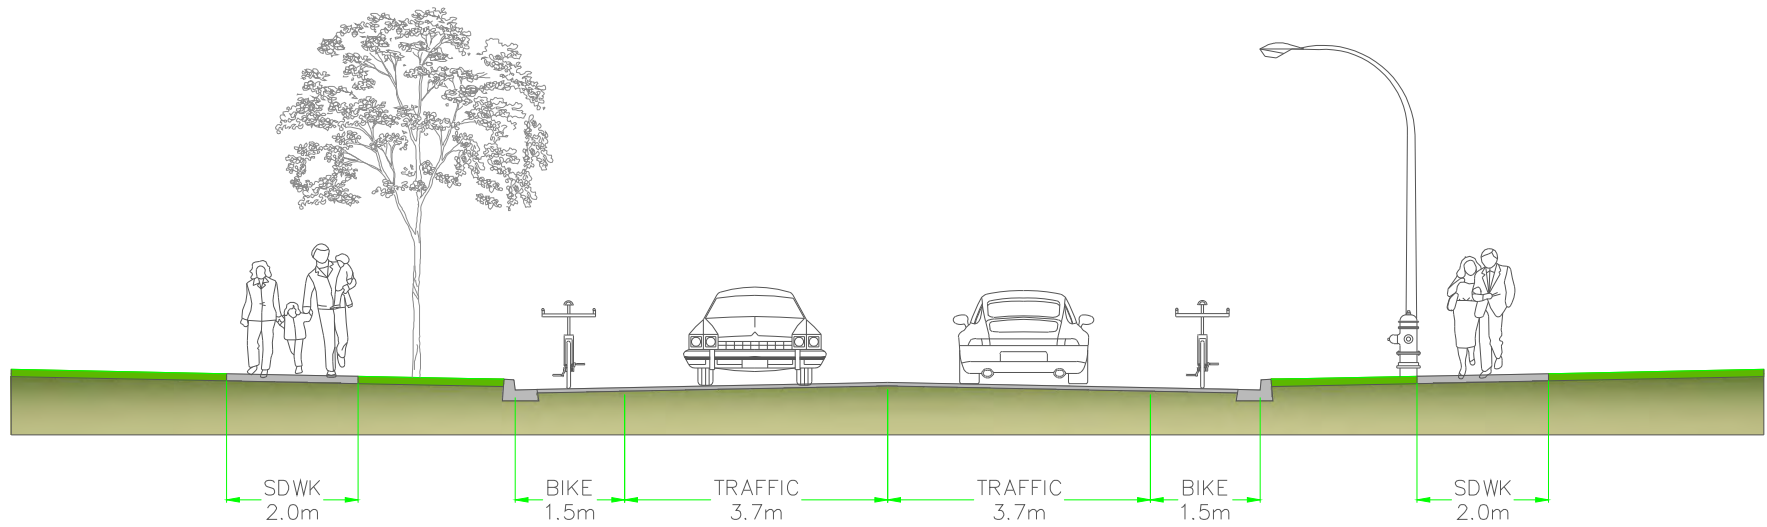 SDWK
2.0m
BIKE
1.5m
TRAFFIC
3.7m
TRAFFIC
3.7m
BIKE
1.5m
SDWK
2.0m